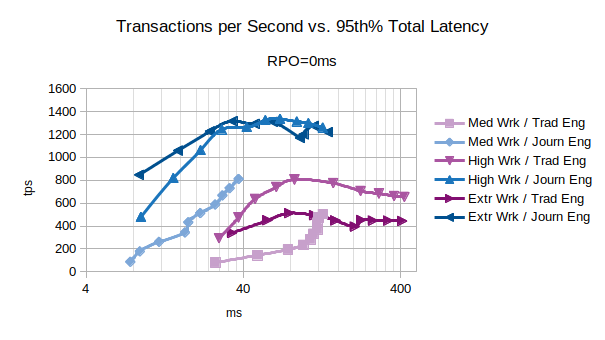 Transactions per Second vs. 95th% Total Latency
RPO=0ms
1600
1400
1200
1000
800
600
400
200
0
tps
4
40
400
ms
Med Wrk / Trad Eng
Med Wrk / Journ Eng
High Wrk / Trad Eng
High Wrk / Journ Eng
Extr Wrk / Trad Eng
Extr Wrk / Journ Eng